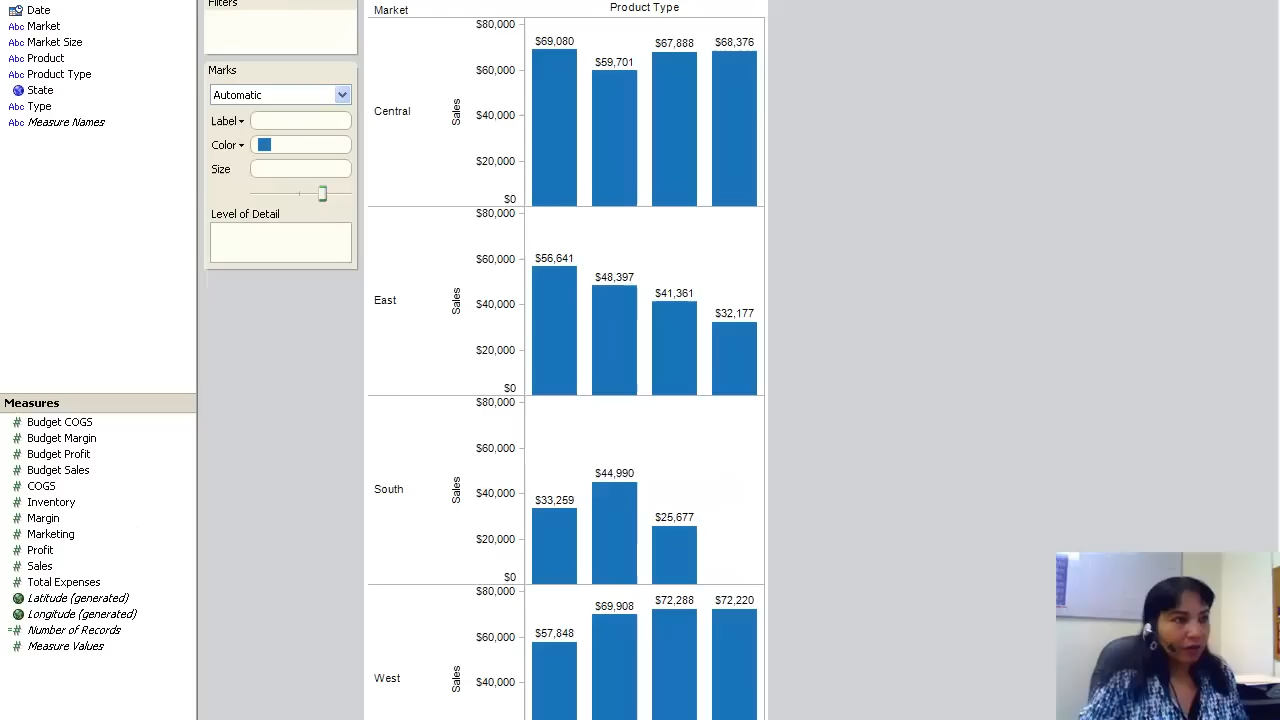 Date
Abc Market
Abc Market Size
Abc Product
Abc Product Type
State
Abc Type
Abc Measure Names
Measures
# Budget COGS
# Budget Margin
# Budget Profit
# Budget Sales
# COGS
# Inventory
# Margin
# Marketing
# Profit
# Sales
# Total Expenses
Latitude (generated)
Longitude (generated)
=# Number of Records
# Measure Values
Filters
Marks
Automatic
Label
Color
Size
Level of Detail
Market
Product Type
Central
Sales
$80,000
$60,000
$40,000
$20,000
$0
$69,080
$59,701
$67,888
$68,376
East
Sales
$80,000
$60,000
$40,000
$20,000
$0
$56,641
$48,397
$41,361
$32,177
South
Sales
$80,000
$60,000
$40,000
$20,000
$0
$33,259
$44,990
$25,677
West
Sales
$80,000
$60,000
$40,000
$57,848
$69,908
$72,288
$72,220